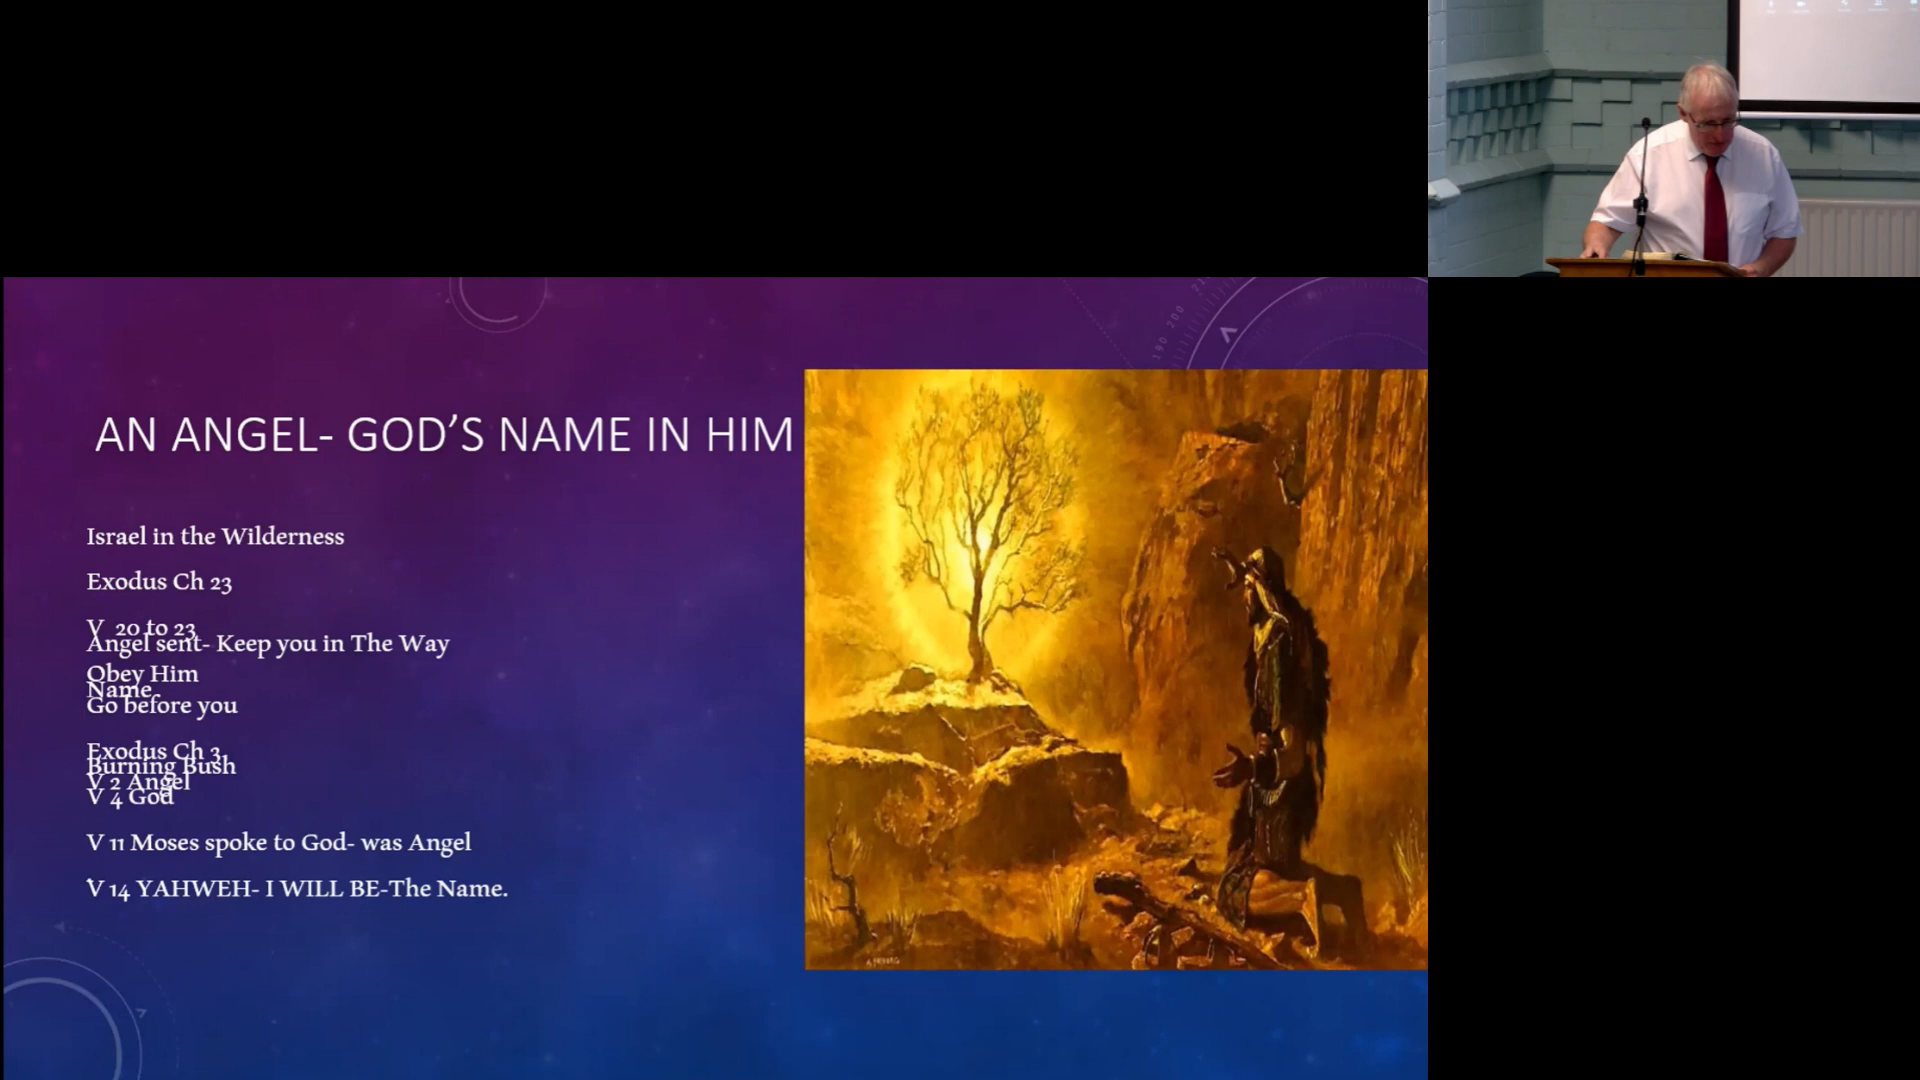 AN ANGEL- GOD’S NAME IN HIM
Israel in the Wilderness
Exodus Ch 23
V 20 to 23
Angel sent- Keep you in The Way
Obey Him
Name
Go before you
Exodus Ch 3
Burning Bush
V 2 Angel
V 4 God
V 11 Moses spoke to God- was Angel
V 14 YAHWEH- I WILL BE-The Name.
190 200